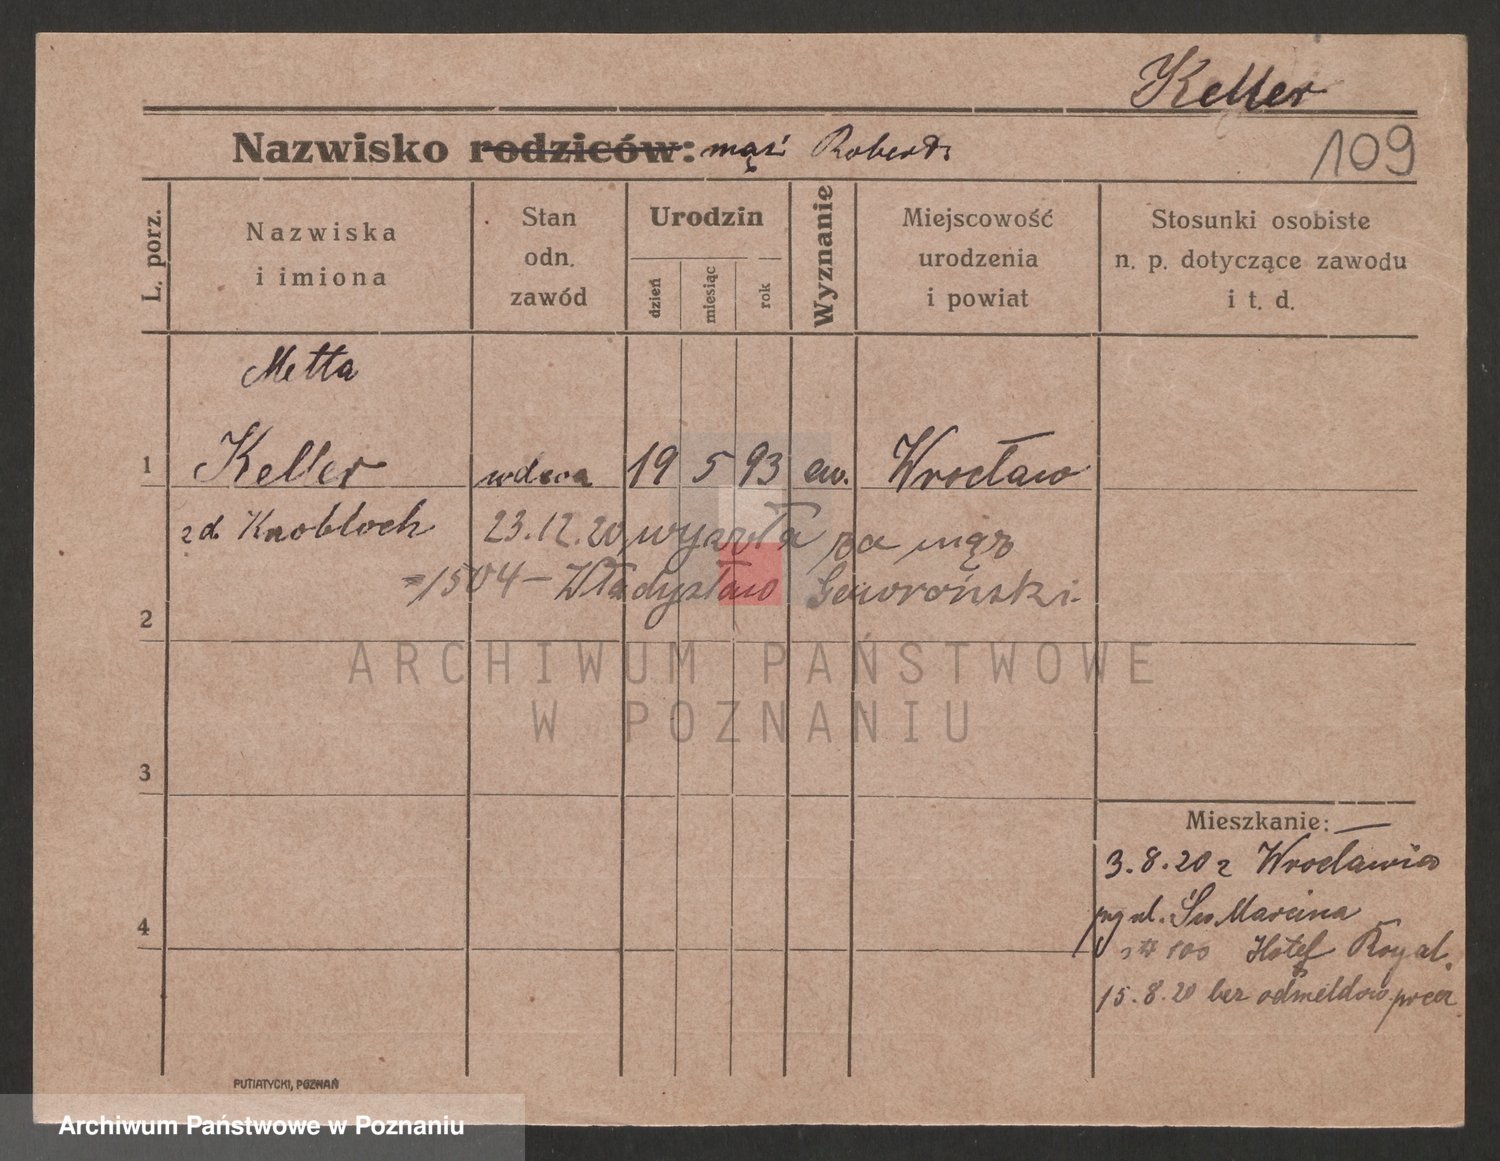 Keller
Nazwisko rodziców: mąż Robert
109
L. porz.
Nazwiska
i imiona
Stan
odn.
zawód
Urodzin
dzień
miesiąc
rok
Wyznanie
Miejscowość
urodzenia
i powiat
Stosunki osobiste
n. p. dotyczące zawodu
i t. d.
Metta
1 Keller wdowa 19 5 93 ew. Wrocław
zd. Knobloch 23.12.20 wyszła za mąż
=1504- Władysław Geworoński.
2
ARCHIWUM PAŃSTWOWE
W POZNANIU
3
Mieszkanie:
3.8.20 z Wrocławia
ul. Św. Marcina
100 Hotel Royal.
15.8.20 bez odmeldow.
4
PUTIATYCKI, POZNAŃ
Archiwum Państwowe w Poznaniu